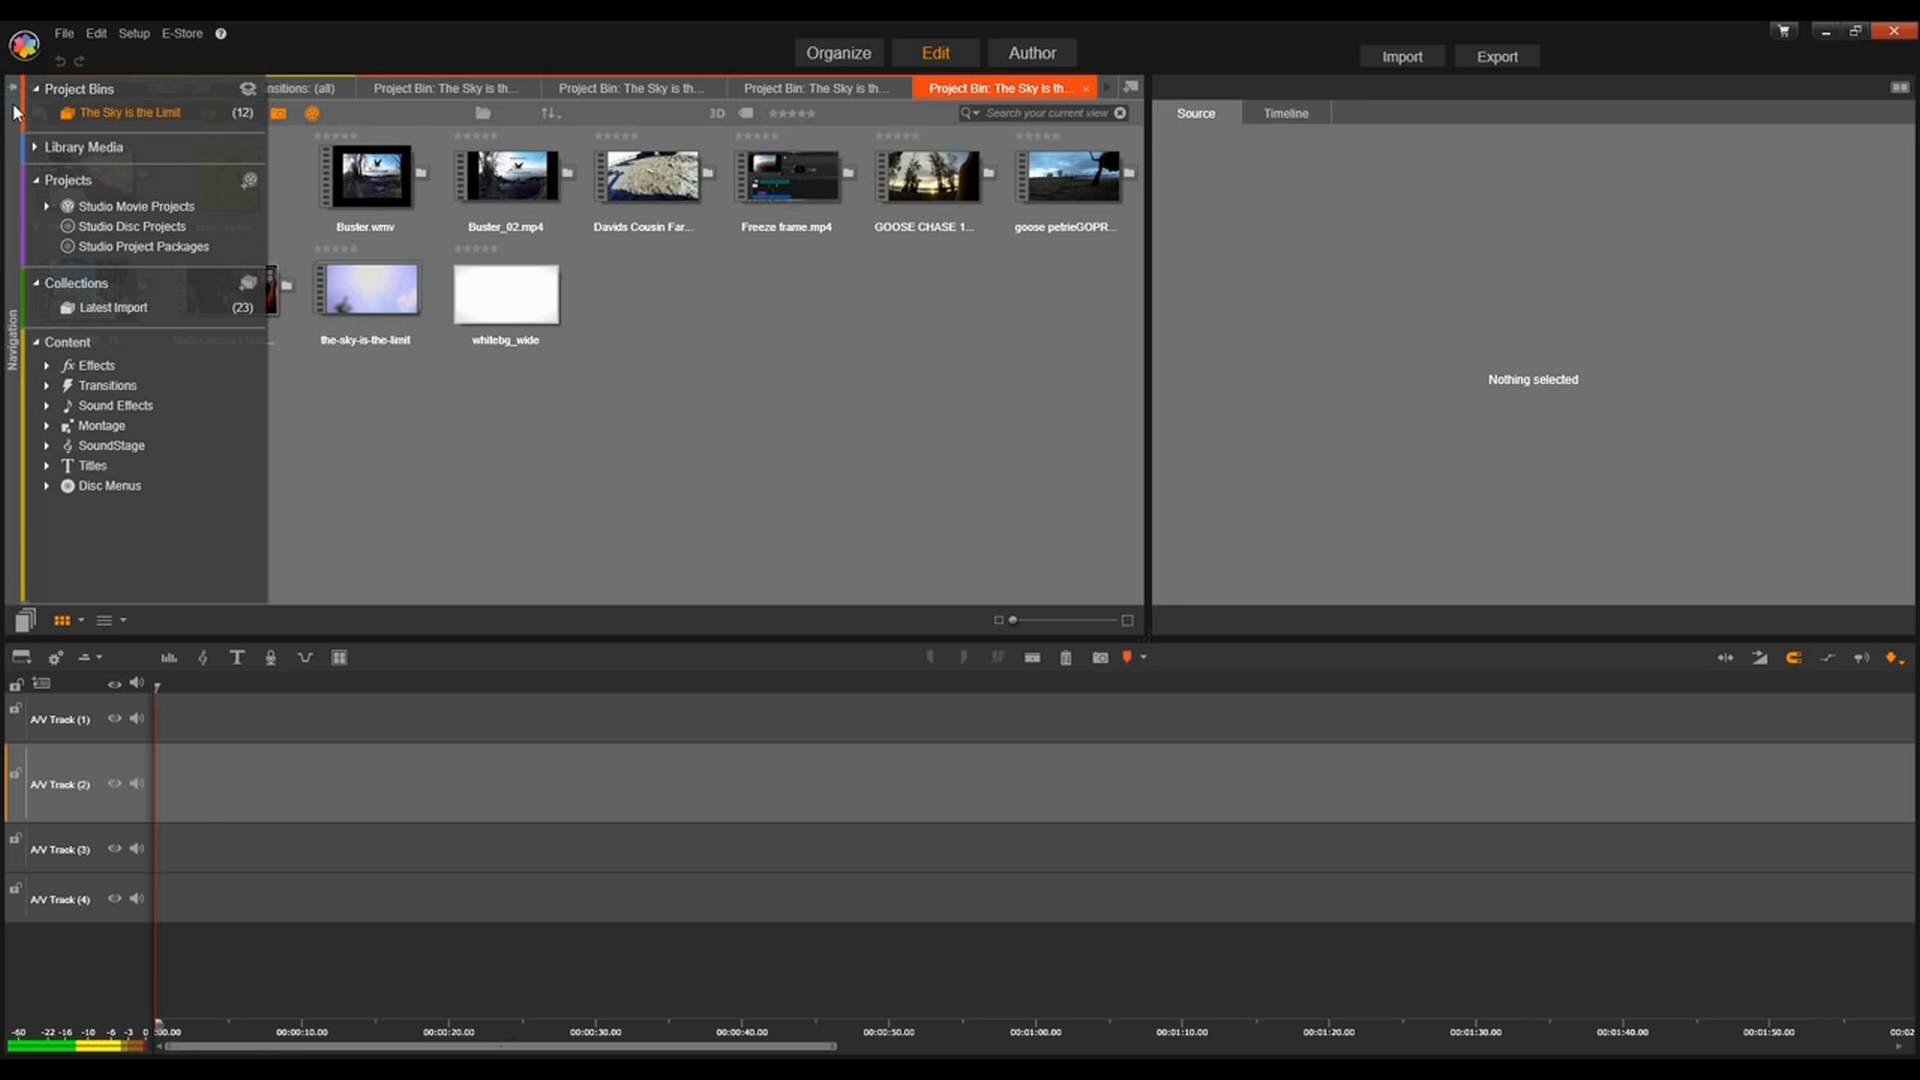 File Edit Setup E-Store
Organize Edit Author
Import Export
Project Bins
nsitions: (all) Project Bin: The Sky is th... Project Bin: The Sky is th... Project Bin: The Sky is th... Project Bin: The Sky is th... ×
The Sky is the Limit (12)
3D
Search your current view
Source Timeline
Library Media
Projects
Studio Movie Projects
Studio Disc Projects
Studio Project Packages
Buster.wmv Buster_02.mp4 Davids Cousin Far... Freeze frame.mp4 GOOSE CHASE 1... goose petrieGOPR...
Collections
Latest Import (23)
the-sky-is-the-limit whitebg_wide
Navigation
Content
fx Effects
Transitions
Sound Effects
Montage
SoundStage
Titles
Disc Menus
Nothing selected
A/V Track (1)
A/V Track (2)
A/V Track (3)
A/V Track (4)
-60 -22 -16 -10 -6 -3 0 :00.00 00:00:10.00 00:00:20.00 00:00:30.00 00:00:40.00 00:00:50.00 00:01:00.00 00:01:10.00 00:01:20.00 00:01:30.00 00:01:40.00 00:01:50.00 00:02